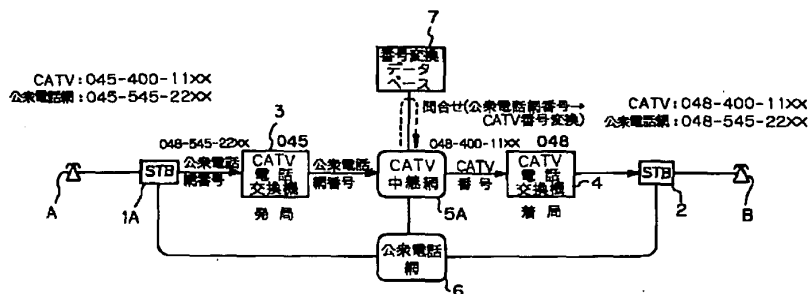 7
番号変換
データ
ベース
CATV:045-400-11XX
公衆電話網:045-545-22XX
問合せ(公衆電話網番号→
CATV番号変換)
CATV:048-400-11XX
公衆電話網:048-545-22XX
3
048-545-22XX
045
048-400-11XX
048
A
STB
1A
公衆電話
網番号
CATV
電話
交換機
発局
公衆電話
網番号
CATV
中継網
5A
CATV
番号
CATV
電話
交換機
4
着局
STB
2
B
公衆電話
網
6